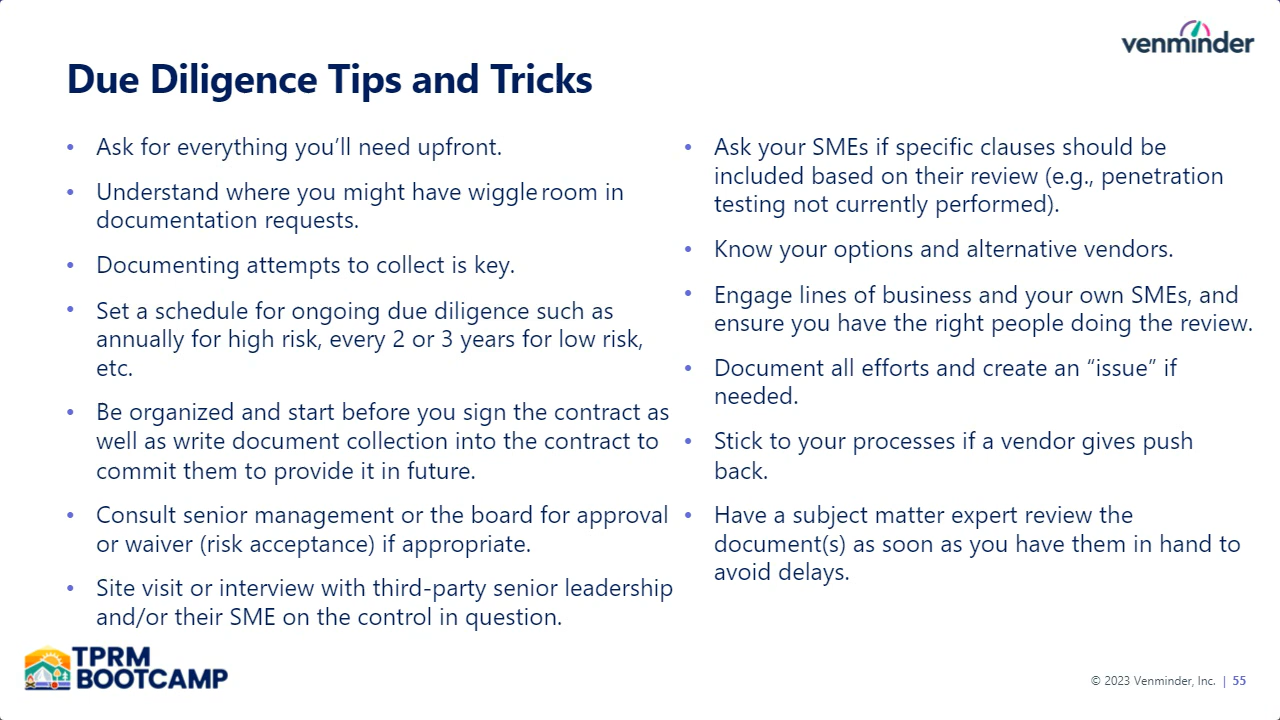 venminder
Due Diligence Tips and Tricks
• Ask for everything you’ll need upfront.
• Understand where you might have wiggle room in
documentation requests.
• Documenting attempts to collect is key.
• Set a schedule for ongoing due diligence such as
annually for high risk, every 2 or 3 years for low risk,
etc.
• Be organized and start before you sign the contract as
well as write document collection into the contract to
commit them to provide it in future.
• Consult senior management or the board for approval
or waiver (risk acceptance) if appropriate.
• Site visit or interview with third-party senior leadership
and/or their SME on the control in question.
• Ask your SMEs if specific clauses should be
included based on their review (e.g., penetration
testing not currently performed).
• Know your options and alternative vendors.
• Engage lines of business and your own SMEs, and
ensure you have the right people doing the review.
• Document all efforts and create an “issue” if
needed.
• Stick to your processes if a vendor gives push
back.
• Have a subject matter expert review the
document(s) as soon as you have them in hand to
avoid delays.
TPRM
BOOTCAMP
© 2023 Venminder, Inc. | 55